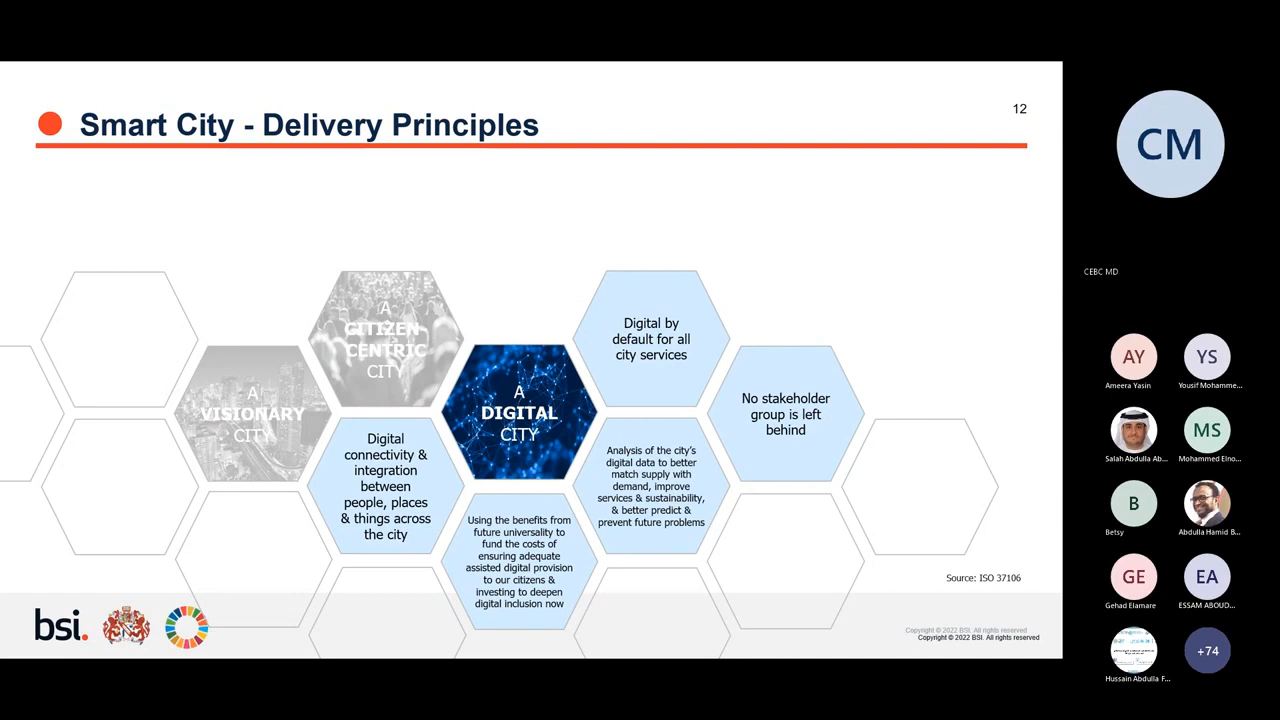 Smart City - Delivery Principles
12
A
VISIONARY
CITY
A
CITIZEN
CENTRIC
CITY
Digital
connectivity &
integration
between
people, places
& things across
the city
A
DIGITAL
CITY
Using the benefits from
future universality to
fund the costs of
ensuring adequate
assisted digital provision
to our citizens &
investing to deepen
digital inclusion now
Digital by
default for all
city services
Analysis of the city's
digital data to better
match supply with
demand, improve
services & sustainability,
& better predict &
prevent future problems
No stakeholder
group is left
behind
Source: ISO 37106
bsi.
Copyright © 2022 BSI. All rights reserved
Copyright © 2022 BSI. All rights reserved
CM
CEBC MD
AY
YS
Ameera Yasin
Yousif Mohamme...
MS
Salah Abdulla Ab...
Mohammed Elno...
B
Betsy
Abdulla Hamid B...
GE
EA
Gehad Elamare
ESSAM ABOUD...
+74
Hussain Abdulla F...